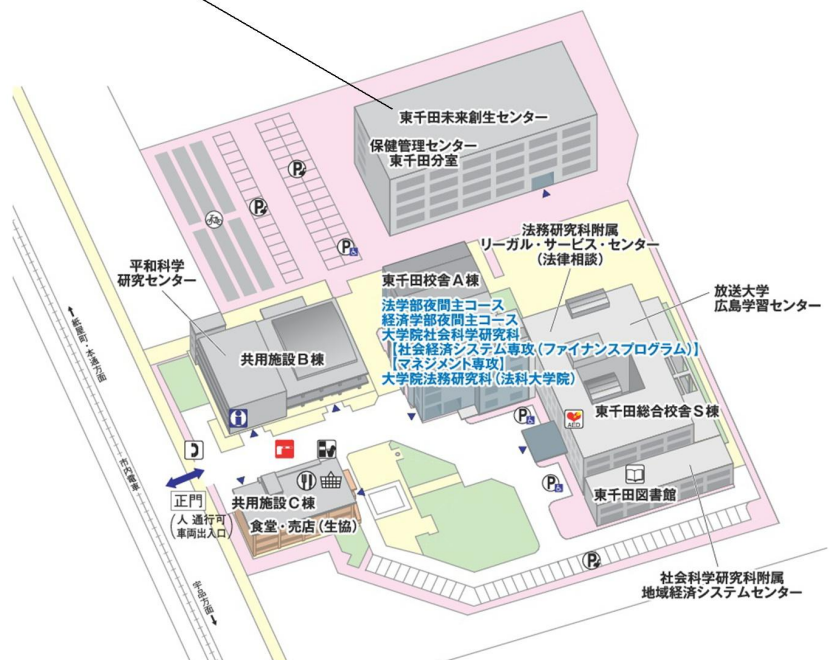 東千田未来創生センター
保健管理センター
東千田分室
法務研究科附属
リーガル・サービス・センター
(法律相談)
平和科学
研究センター
東千田校舎A棟
法学部夜間主コース
経済学部夜間主コース
大学院社会科学研究科
【社会経済システム専攻(ファイナンスプログラム)】
【マネジメント専攻】
大学院法務研究科(法科大学院)
放送大学
広島学習センター
紙屋町・本通方面
共用施設B棟
東千田総合校舎S棟
AED
市内電車
正門
(人 通行可
車両出入口)
共用施設C棟
食堂・売店(生協)
東千田図書館
社会科学研究科附属
地域経済システムセンター
宇品方面
P
P
P
P
P
P